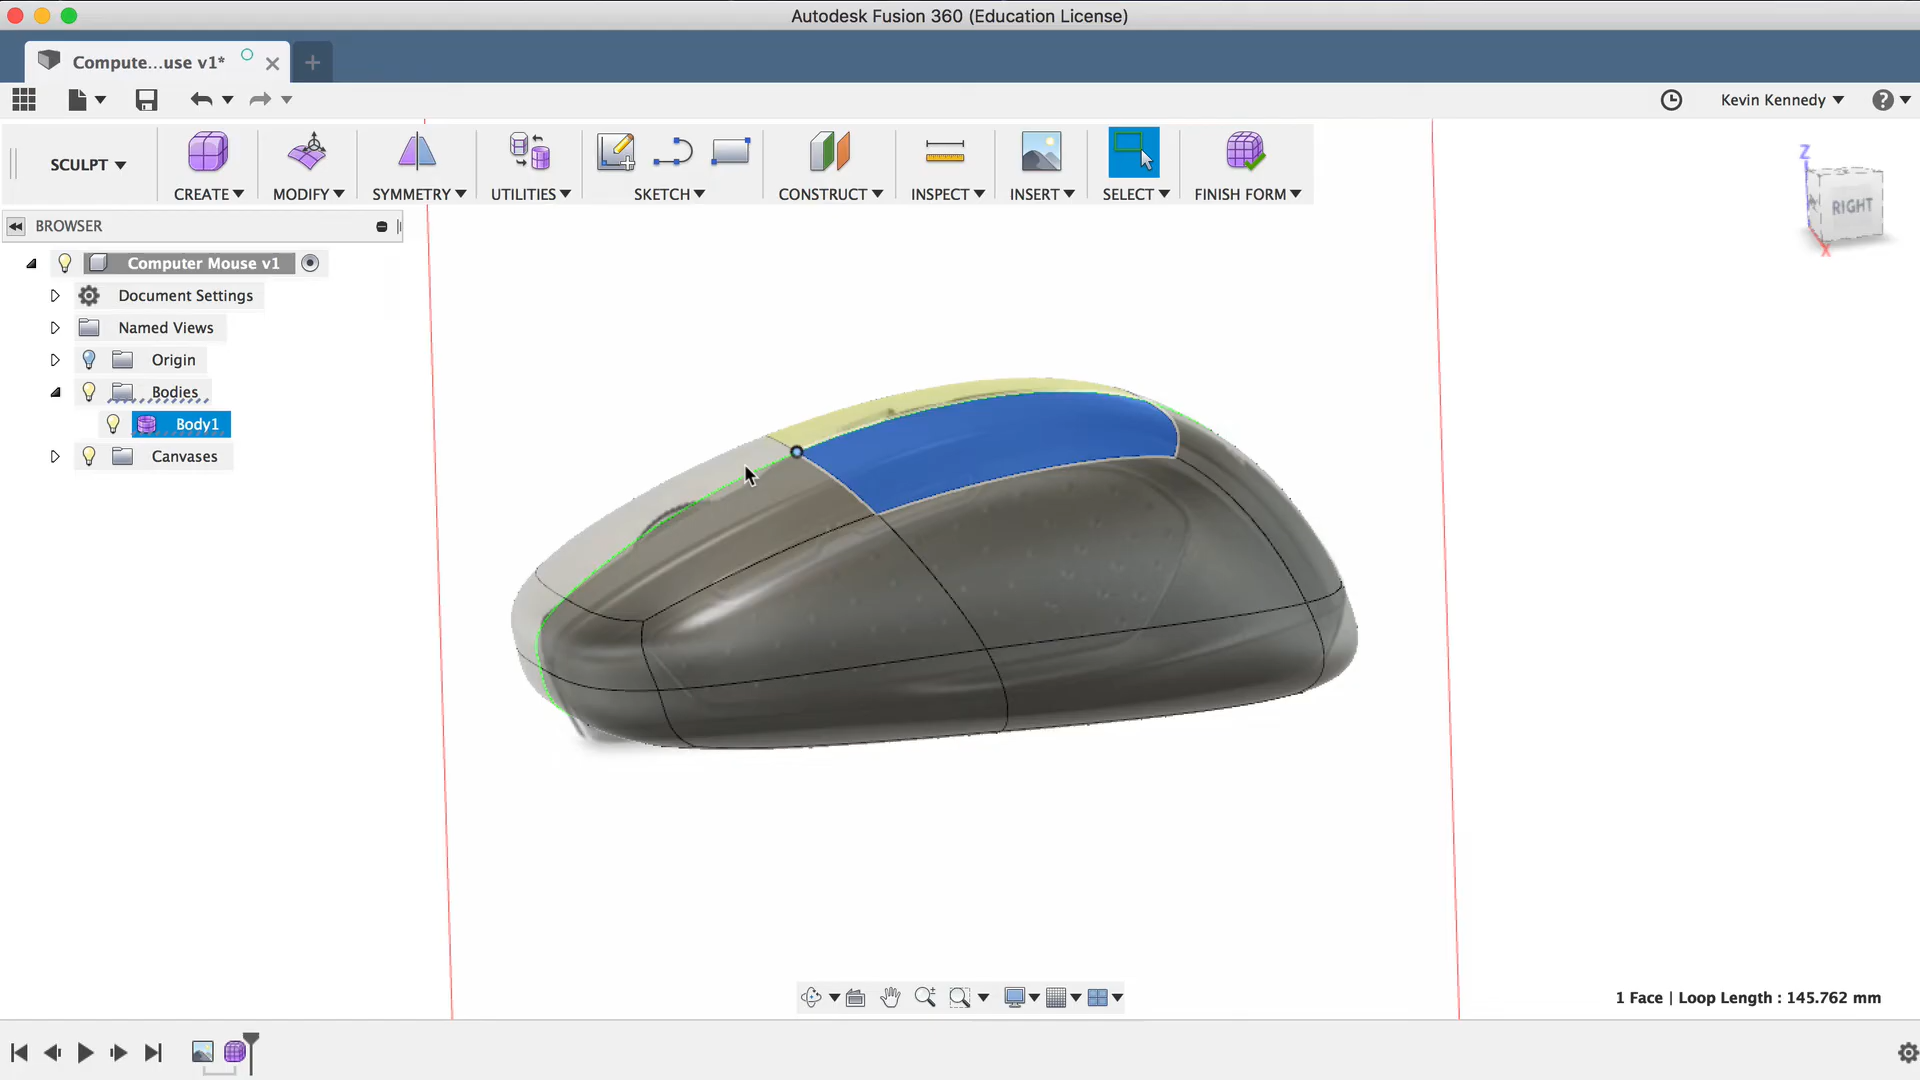 Autodesk Fusion 360 (Education License)
Compute...use v1*
Kevin Kennedy
SCULPT
CREATE
MODIFY
SYMMETRY
UTILITIES
SKETCH
CONSTRUCT
INSPECT
INSERT
SELECT
FINISH FORM
Z
RIGHT
X
BROWSER
Computer Mouse v1
Document Settings
Named Views
Origin
Bodies
Body1
Canvases
1 Face | Loop Length : 145.762 mm